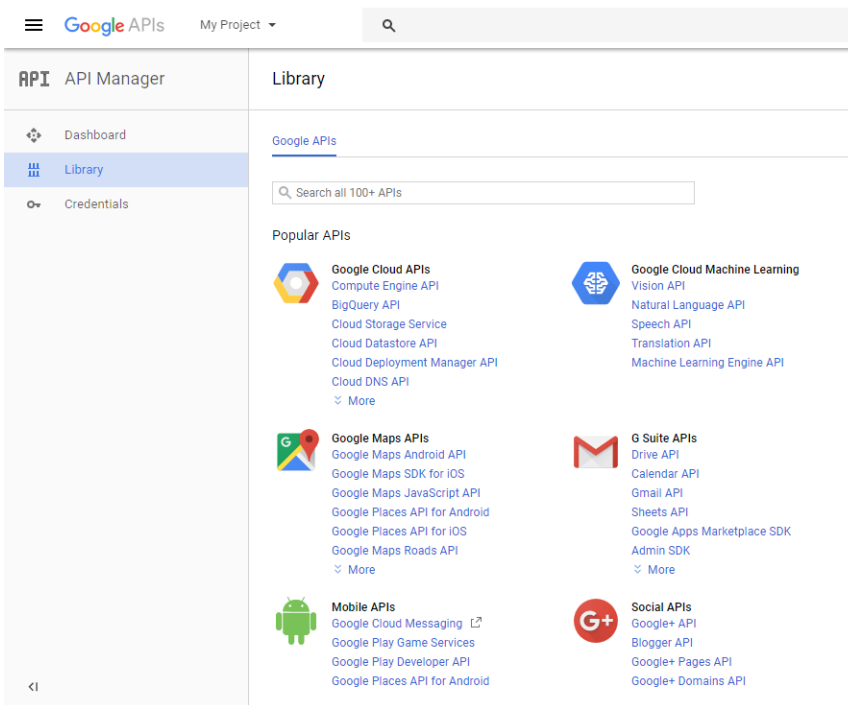 Google APIs My Project
API API Manager
Library
Dashboard
Library
Credentials
Google APIs
Search all 100+ APIs
Popular APIs
Google Cloud APIs
Compute Engine API
BigQuery API
Cloud Storage Service
Cloud Datastore API
Cloud Deployment Manager API
Cloud DNS API
More
Google Cloud Machine Learning
Vision API
Natural Language API
Speech API
Translation API
Machine Learning Engine API
G
Google Maps APIs
Google Maps Android API
Google Maps SDK for iOS
Google Maps JavaScript API
Google Places API for Android
Google Places API for iOS
Google Maps Roads API
More
G Suite APIs
Drive API
Calendar API
Gmail API
Sheets API
Google Apps Marketplace SDK
Admin SDK
More
Mobile APIs
Google Cloud Messaging
Google Play Game Services
Google Play Developer API
Google Places API for Android
G+
Social APIs
Google+ API
Blogger API
Google+ Pages API
Google+ Domains API